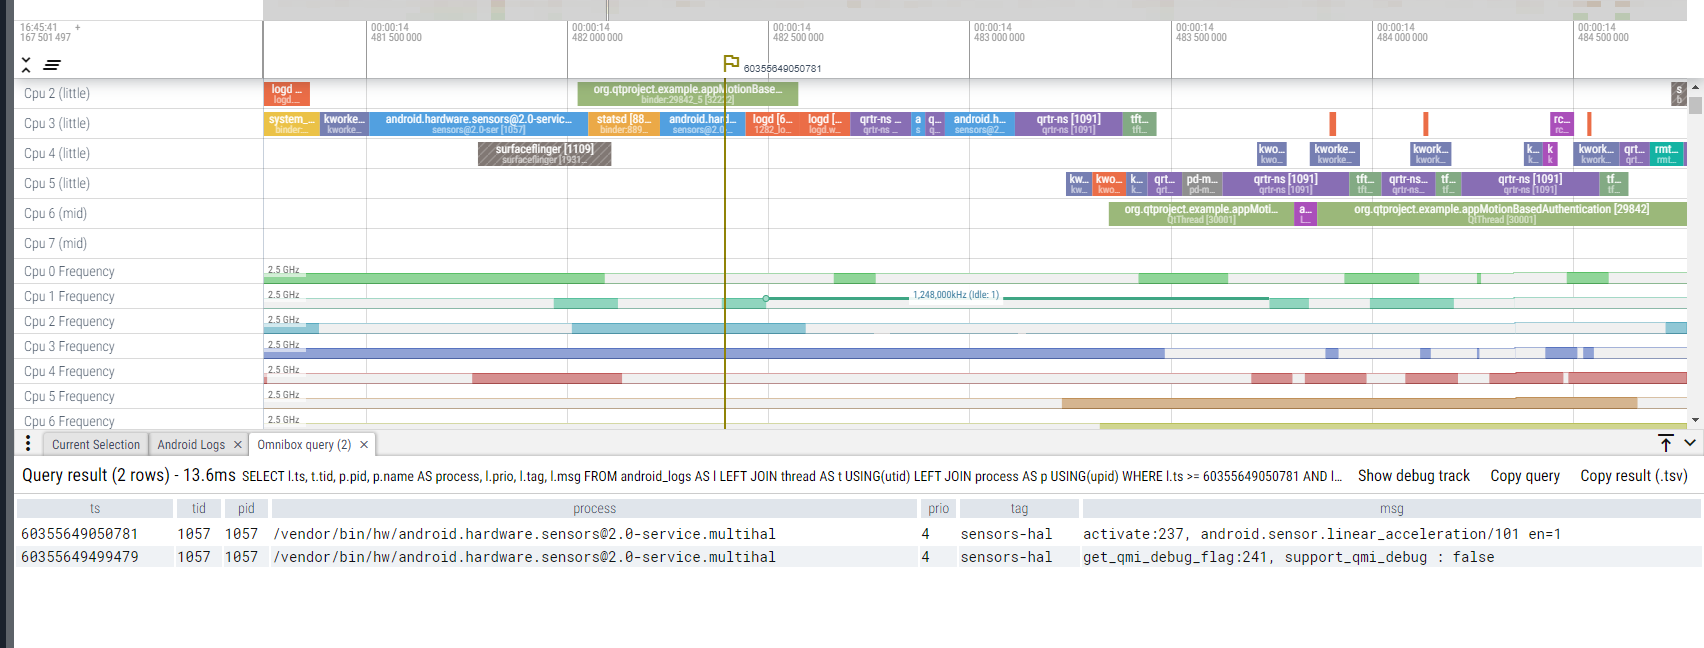 16:45:41 +
167 501 497
00:00:14
481 500 000
00:00:14
482 000 000
00:00:14
482 500 000
00:00:14
483 000 000
00:00:14
483 500 000
00:00:14
484 000 000
00:00:14
484 500 000
60355649050781
Cpu 2 (little)
logd ...
logd....
org.qtproject.example.appMotionBase...
binder:29842_5 [32222]
s
b
Cpu 3 (little)
system_...
binder:...
kworke...
kworke...
android.hardware.sensors@2.0-servic...
sensors@2.0-ser [1057]
statsd [88...
binder:889...
android.hard...
sensors@2.0...
logd [6...
1282_lo...
logd [...
logd.w...
qrtr-ns ...
qrtr-ns ...
a
s
q...
q...
android.h...
sensors@2...
qrtr-ns [1091]
qrtr-ns [1091]
tft...
tft...
rc...
rc...
Cpu 4 (little)
surfaceflinger [1109]
surfaceflinger [1931...
kwo...
kwo...
kworke...
kworke...
kwork...
kwork...
k...
k...
k
k
kwork...
kwork...
qrt...
qrt...
rmt...
rmt...
Cpu 5 (little)
kw...
kw...
kwo...
kwo...
k...
k...
qrt...
qrt...
pd-m...
pd-m...
qrtr-ns [1091]
qrtr-ns [1091]
tft...
tft...
qrtr-ns...
qrtr-ns...
tf...
tf...
qrtr-ns [1091]
qrtr-ns [1091]
tf...
tf...
Cpu 6 (mid)
org.qtproject.example.appMoti...
QtThread [30001]
a...
org.qtproject.example.appMotionBasedAuthentication [29842]
QtThread [30001]
Cpu 7 (mid)
Cpu 0 Frequency
2.5 GHz
Cpu 1 Frequency
2.5 GHz
1,248,000kHz (Idle: 1)
Cpu 2 Frequency
2.5 GHz
Cpu 3 Frequency
2.5 GHz
Cpu 4 Frequency
2.5 GHz
Cpu 5 Frequency
2.5 GHz
Cpu 6 Frequency
2.5 GHz
Current Selection
Android Logs ×
Omnibox query (2) ×
Query result (2 rows) - 13.6ms SELECT l.ts, t.tid, p.pid, p.name AS process, l.prio, l.tag, l.msg FROM android_logs AS l LEFT JOIN thread AS t USING(utid) LEFT JOIN process AS p USING(upid) WHERE l.ts >= 60355649050781 AND l... Show debug track Copy query Copy result (.tsv)
ts tid pid process prio tag msg
60355649050781 1057 1057 /vendor/bin/hw/android.hardware.sensors@2.0-service.multihal 4 sensors-hal activate:237, android.sensor.linear_acceleration/101 en=1
60355649499479 1057 1057 /vendor/bin/hw/android.hardware.sensors@2.0-service.multihal 4 sensors-hal get_qmi_debug_flag:241, support_qmi_debug : false